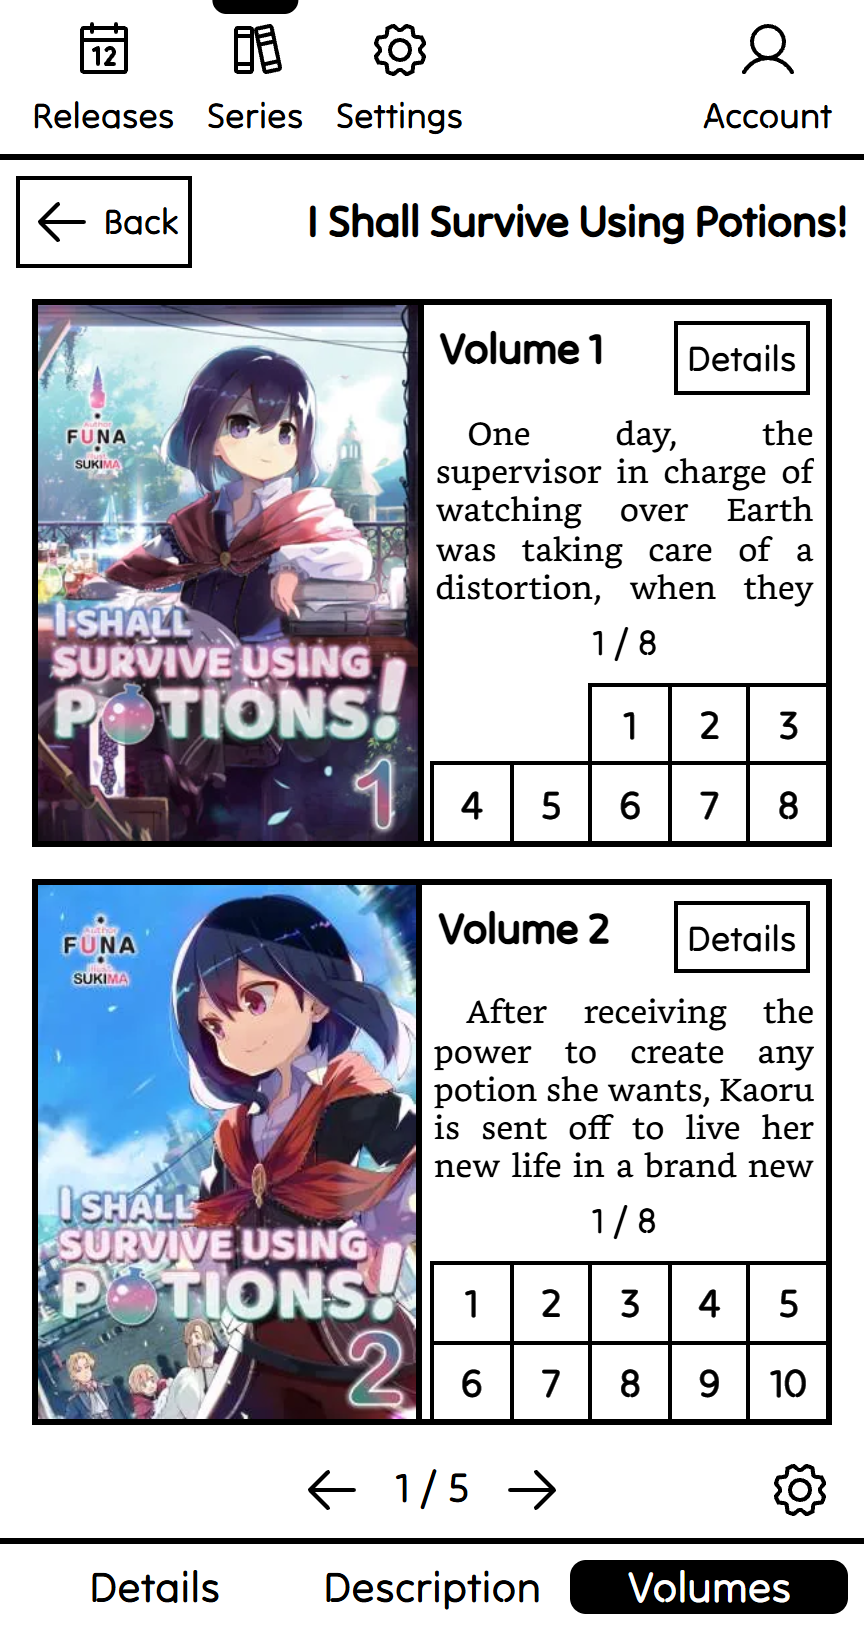 12
Releases
Series
Settings
Account
Back
I Shall Survive Using Potions!
Author
FUNA
Illust.
SUKIMA
I SHALL
SURVIVE USING
POTIONS!
1
Volume 1
Details
One day, the
supervisor in charge of
watching over Earth
was taking care of a
distortion, when they
1 / 8
1 2 3
4 5 6 7 8
Author
FUNA
Illust.
SUKIMA
I SHALL
SURVIVE USING
POTIONS!
2
Volume 2
Details
After receiving the
power to create any
potion she wants, Kaoru
is sent off to live her
new life in a brand new
1 / 8
1 2 3 4 5
6 7 8 9 10
1 / 5
Details
Description
Volumes